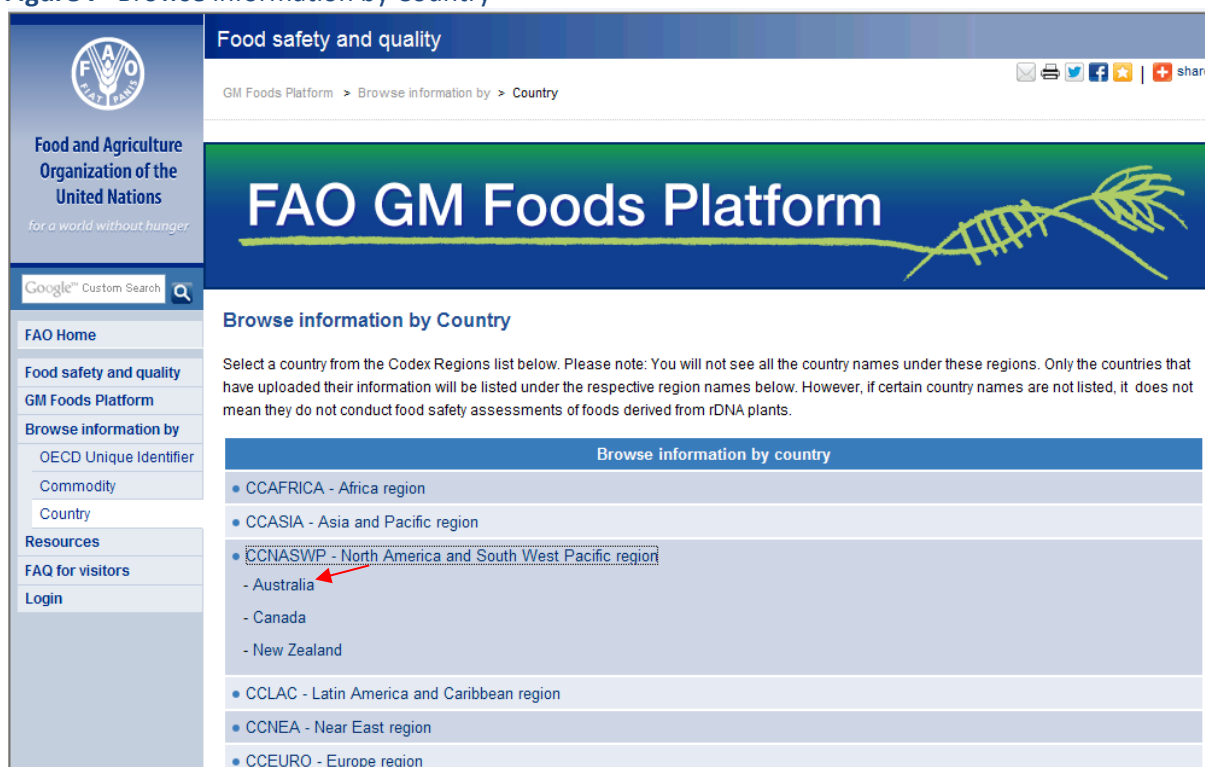 Browse information by Country
Food safety and quality
GM Foods Platform > Browse information by > Country
share
FAO
FIAT PANIS
Food and Agriculture
Organization of the
United Nations
for a world without hunger
Google™ Custom Search
FAO Home
Food safety and quality
GM Foods Platform
Browse information by
OECD Unique Identifier
Commodity
Country
Resources
FAQ for visitors
Login
FAO GM Foods Platform
Browse information by Country
Select a country from the Codex Regions list below. Please note: You will not see all the country names under these regions. Only the countries that
have uploaded their information will be listed under the respective region names below. However, if certain country names are not listed, it does not
mean they do not conduct food safety assessments of foods derived from rDNA plants.
Browse information by country
• CCAFRICA - Africa region
• CCASIA - Asia and Pacific region
• CCNASWP - North America and South West Pacific region
- Australia
- Canada
- New Zealand
• CCLAC - Latin America and Caribbean region
• CCNEA - Near East region
• CCEURO - Europe region